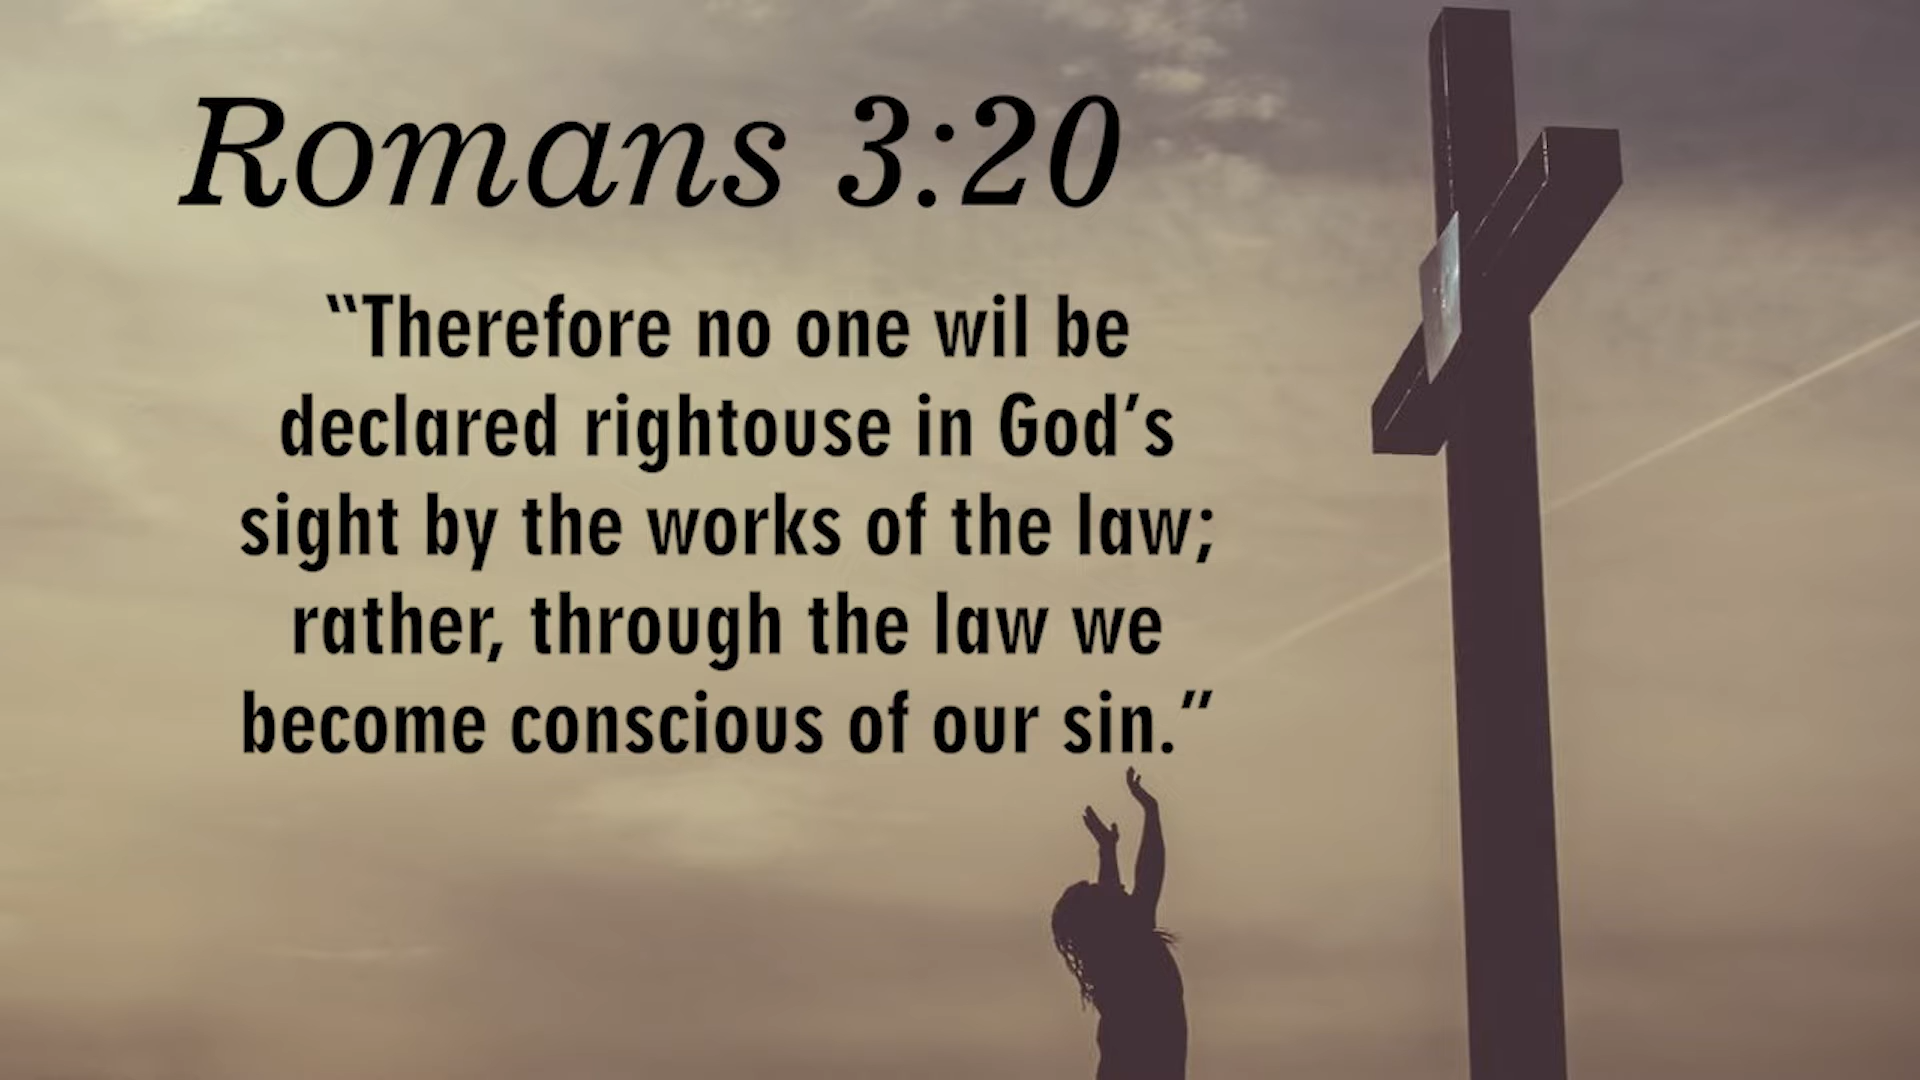 Romans 3:20
“Therefore no one wil be
declared rightouse in God’s
sight by the works of the law;
rather, through the law we
become conscious of our sin.”